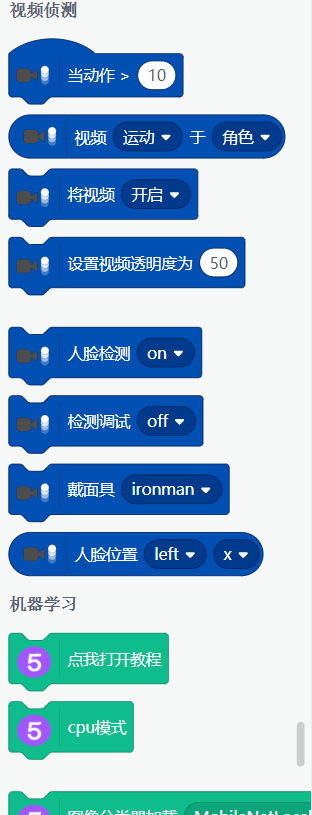 视频侦测
当动作 > 10
视频 运动 于 角色
将视频 开启
设置视频透明度为 50
人脸检测 on
检测调试 off
戴面具 ironman
人脸位置 left x
机器学习
5 点我打开教程
5 cpu模式